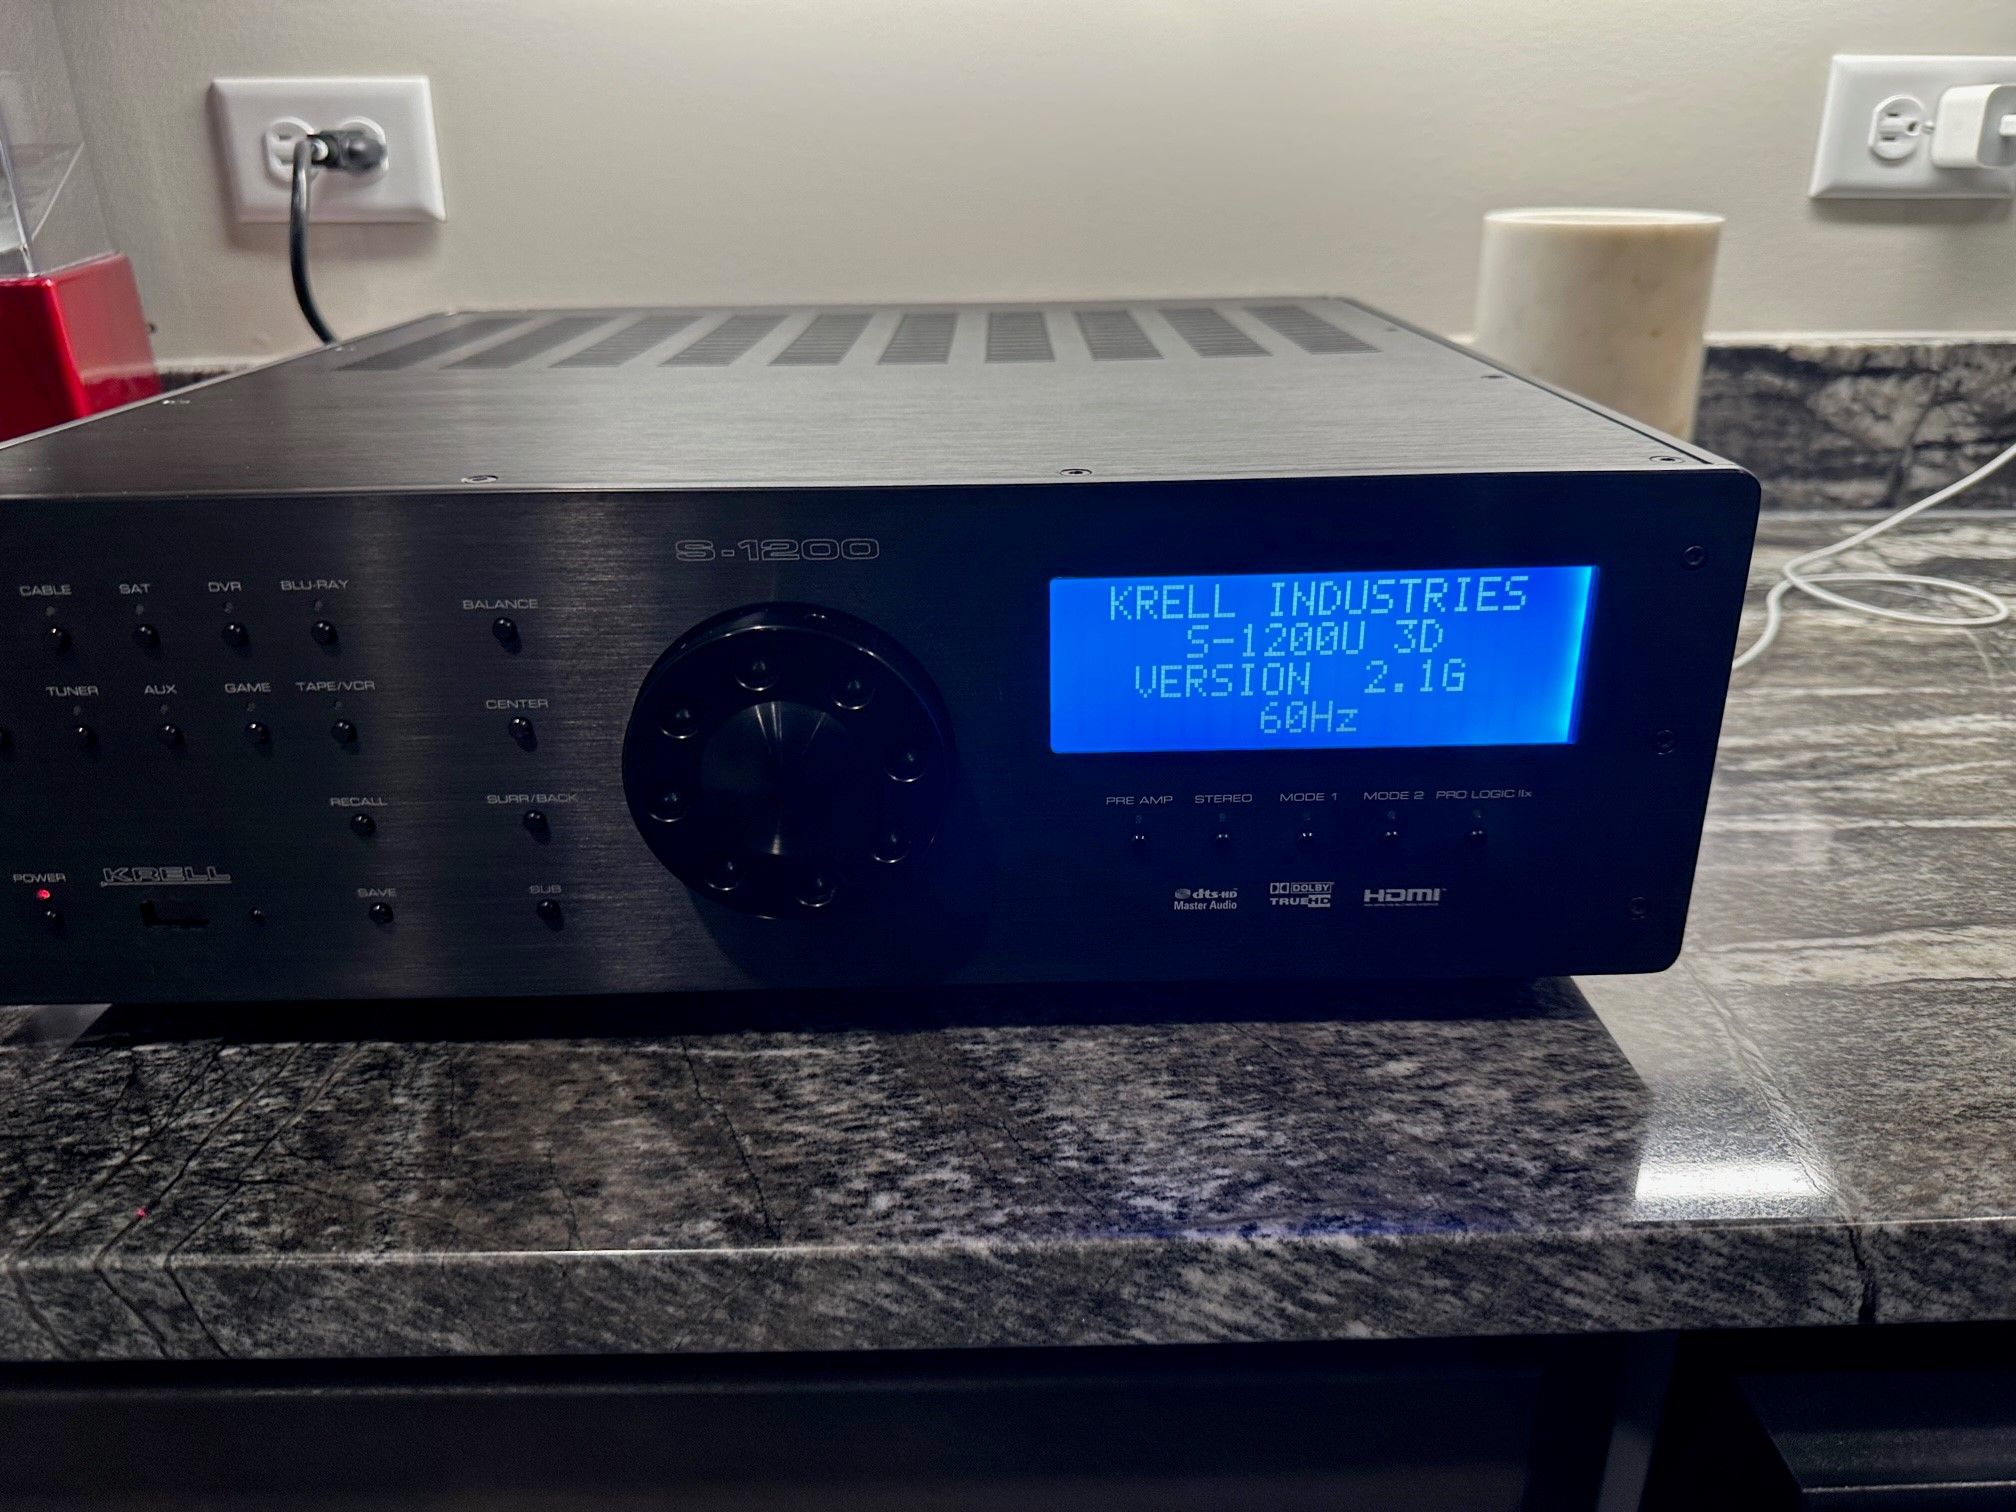 S-1200
CABLE SAT DVR BLU-RAY
BALANCE
TUNER AUX GAME TAPE/VCR
CENTER
RECALL
SURR/BACK
POWER
KRELL
SAVE
SUB
KRELL INDUSTRIES
S-1200U 3D
VERSION 2.1G
60Hz
PRE AMP STEREO MODE 1 MODE 2 PRO LOGIC IIx
dts-HD
Master Audio
DOLBY
TRUEHD
HDMI